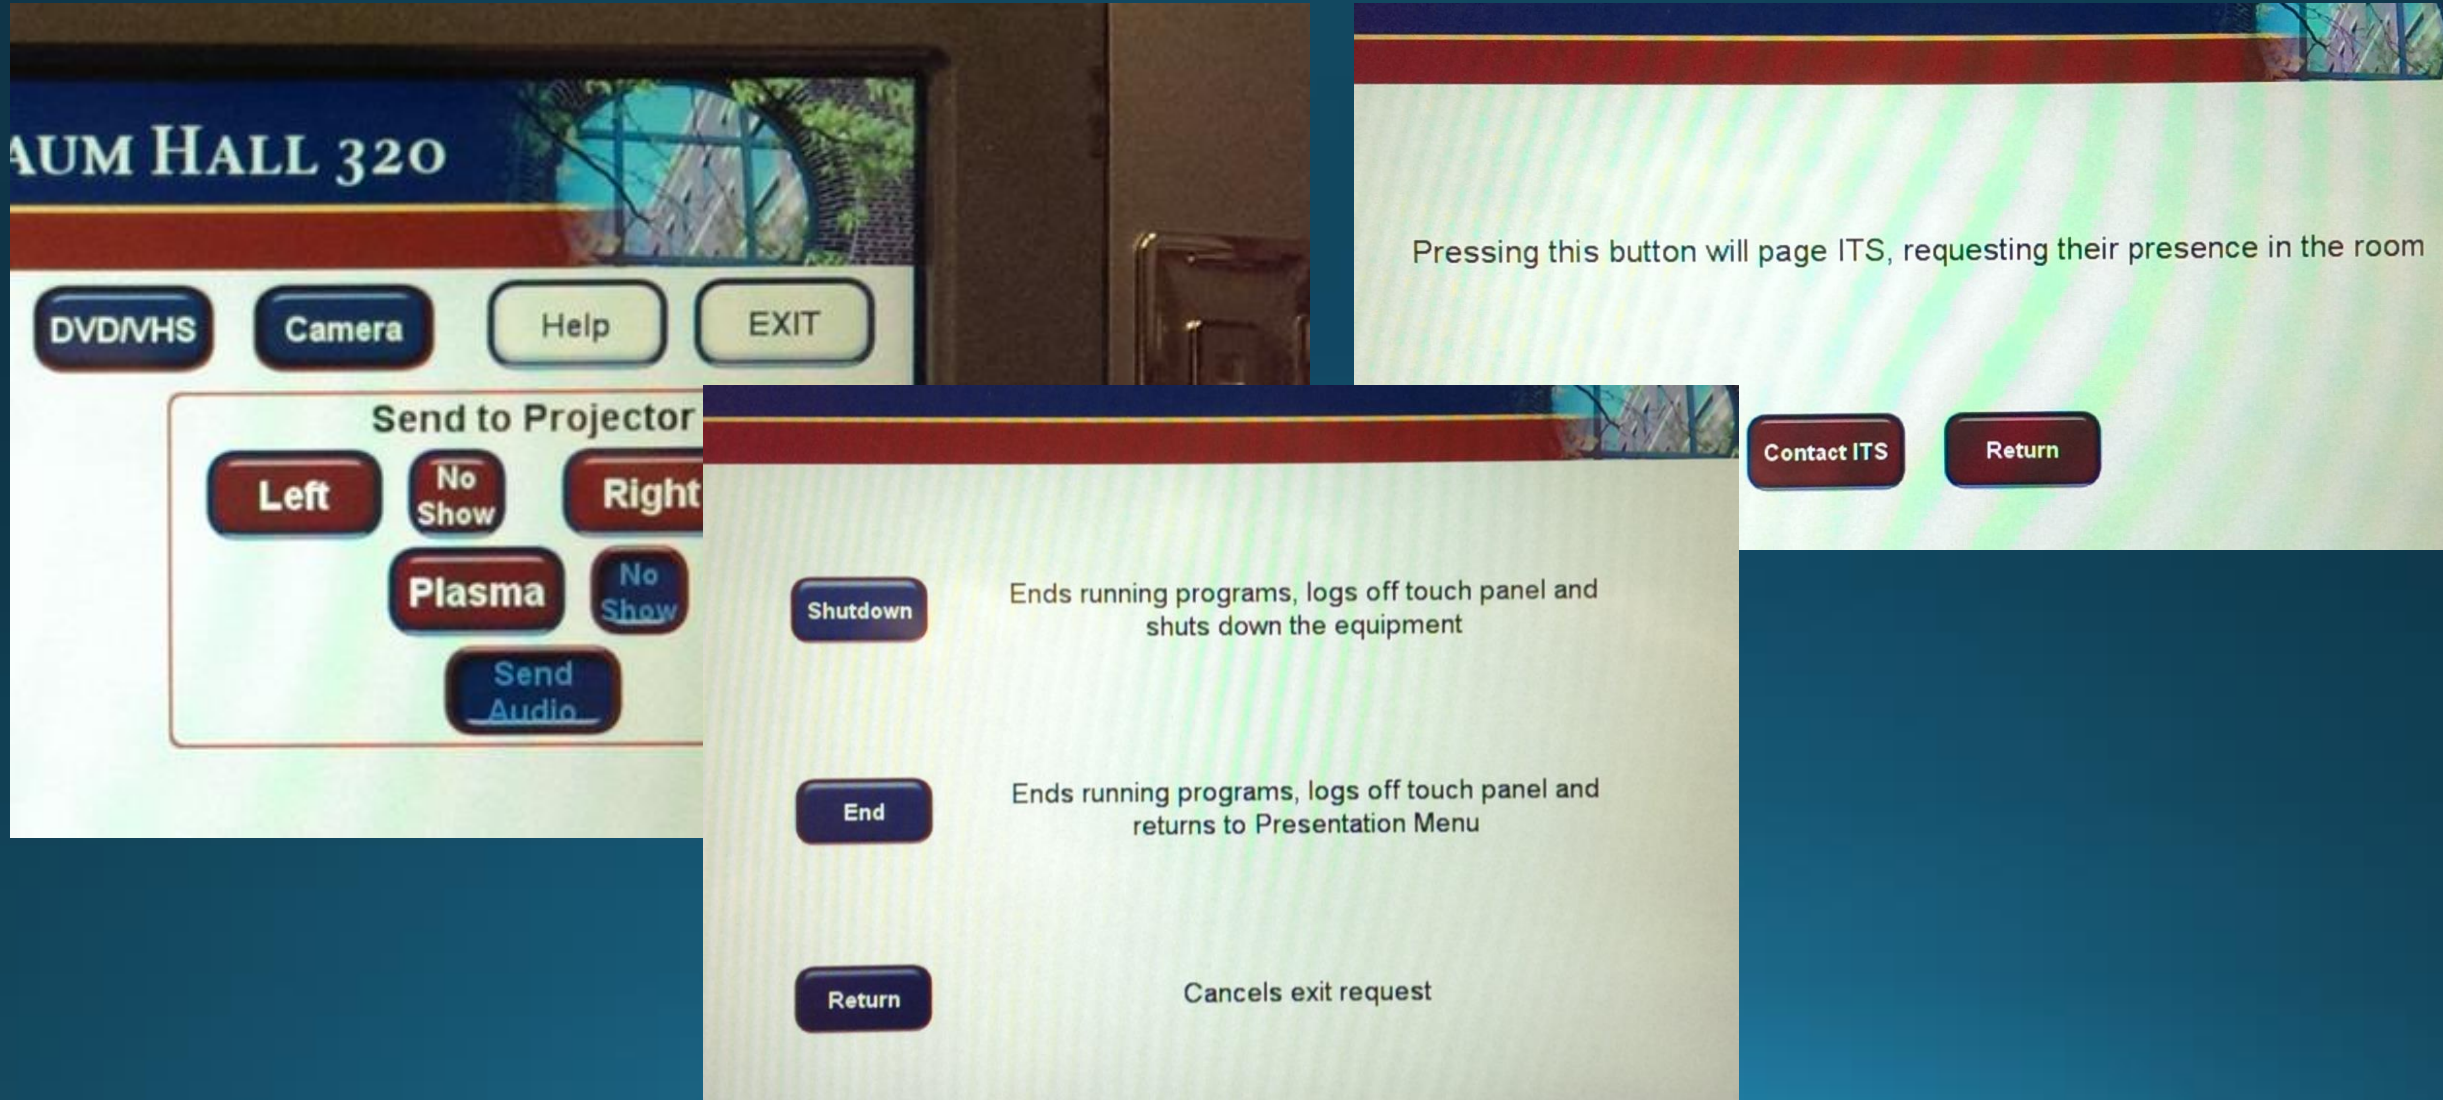 AUM HALL 320
DVD/VHS
Camera
Help
EXIT
Send to Projector
Left
No
Show
Right
Plasma
No
Show
Send
Audio
Pressing this button will page ITS, requesting their presence in the room
Contact ITS
Return
Shutdown
Ends running programs, logs off touch panel and
shuts down the equipment
End
Ends running programs, logs off touch panel and
returns to Presentation Menu
Return
Cancels exit request